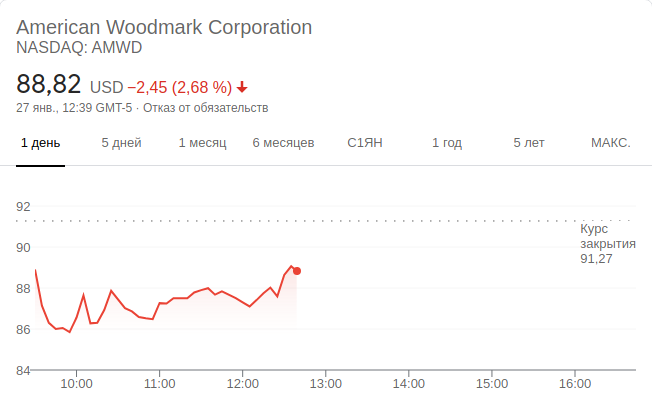 American Woodmark Corporation
NASDAQ: AMWD
88,82 USD −2,45 (2,68 %)
27 янв., 12:39 GMT-5 · Отказ от обязательств
1 день 5 дней 1 месяц 6 месяцев С1ЯН 1 год 5 лет МАКС.
92
Курс
закрытия
91,27
90
88
86
84
10:00 11:00 12:00 13:00 14:00 15:00 16:00